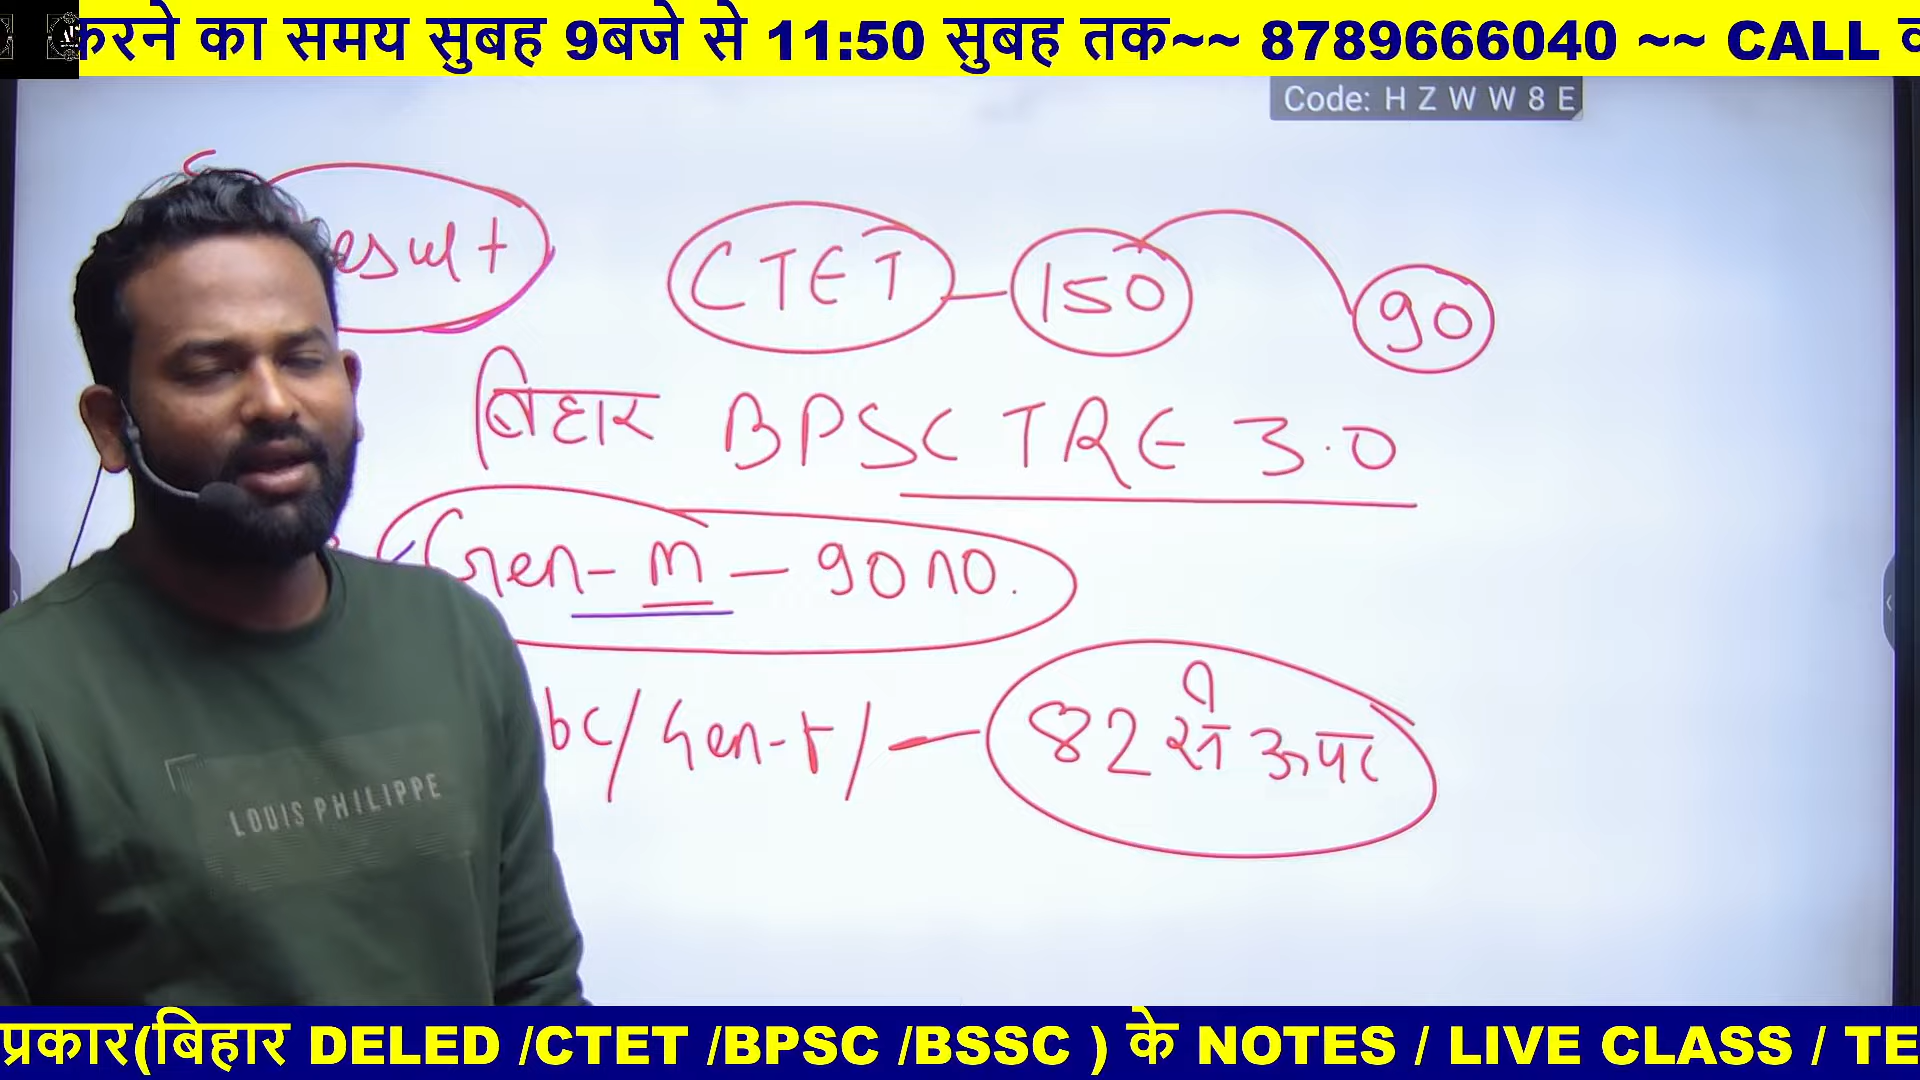 करने का समय सुबह 9बजे से 11:50 सुबह तक~~ 8789666040 ~~ CALL
Code: H Z W W 8 E
CTET - 150 90
बिहार BPSC TRE 3.0
Gen - m - 90 no.
bc / Gen - F / - 82 से ऊपर
LOUIS PHILIPPE
प्रकार(बिहार DELED /CTET /BPSC /BSSC ) के NOTES / LIVE CLASS / TE